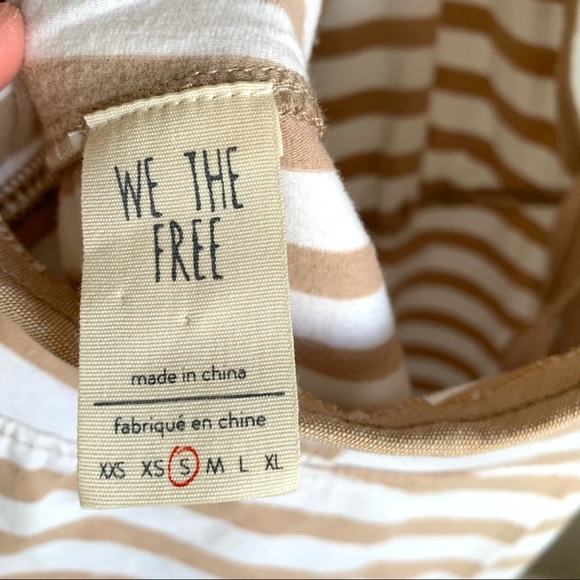 WE THE
FREE
made in china
fabriqué en chine
XXS XS S M L XL